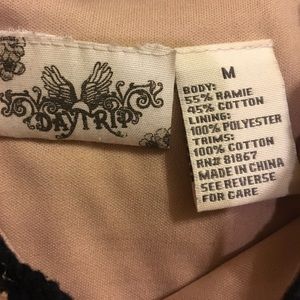 DAYTRIP
M
BODY:
55% RAMIE
45% COTTON
LINING:
100% POLYESTER
TRIMS:
100% COTTON
RN# 81867
MADE IN CHINA
SEE REVERSE
FOR CARE